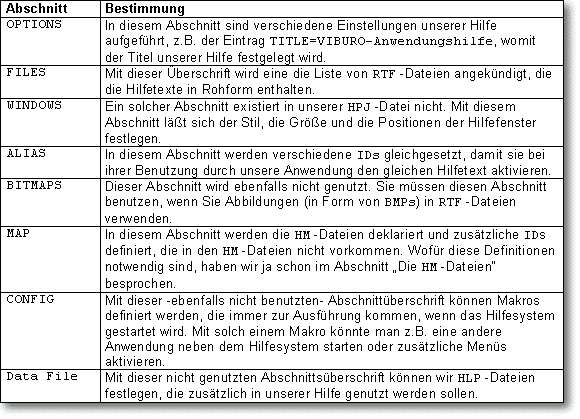 Abschnitt Bestimmung
OPTIONS In diesem Abschnitt sind verschiedene Einstellungen unserer Hilfe
aufgeführt, z.B. der Eintrag TITLE=VIBURO-Anwendungshilfe, womit
der Titel unserer Hilfe festgelegt wird.
FILES Mit dieser Überschrift wird eine die Liste von RTF -Dateien angekündigt, die
die Hilfetexte in Rohform enthalten.
WINDOWS Ein solcher Abschnitt existiert in unserer HPJ -Datei nicht. Mit diesem
Abschnitt läßt sich der Stil, die Größe und die Positionen der Hilfefenster
festlegen.
ALIAS In diesem Abschnitt werden verschiedene IDs gleichgesetzt, damit sie bei
ihrer Benutzung durch unsere Anwendung den gleichen Hilfetext aktivieren.
BITMAPS Dieser Abschnitt wird ebenfalls nicht genutzt. Sie müssen diesen Abschnitt
benutzen, wenn Sie Abbildungen (in Form von BMPs) in RTF -Dateien
verwenden.
MAP In diesem Abschnitt werden die HM -Dateien deklariert und zusätzliche IDs
definiert, die in den HM -Dateien nicht vorkommen. Wofür diese Definitionen
notwendig sind, haben wir ja schon im Abschnitt „Die HM -Dateien“
besprochen.
CONFIG Mit dieser -ebenfalls nicht benutzten- Abschnittüberschrift können Makros
definiert werden, die immer zur Ausführung kommen, wenn das Hilfesystem
gestartet wird. Mit solch einem Makro könnte man z.B. eine andere
Anwendung neben dem Hilfesystem starten oder zusätzliche Menüs
aktivieren.
Data File Mit dieser nicht genutzten Abschnittsüberschrift können wir HLP -Dateien
festlegen, die zusätzlich in unserer Hilfe genutzt werden sollen.